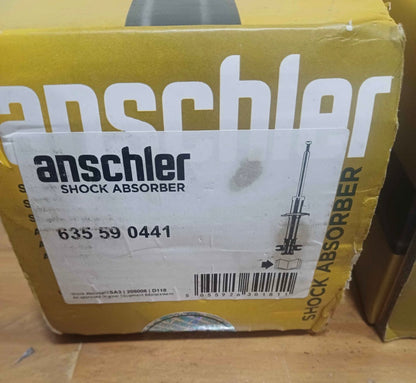 anschler
anschler
SHOCK ABSORBER
635 59 0441
SHOCK ABSORBER